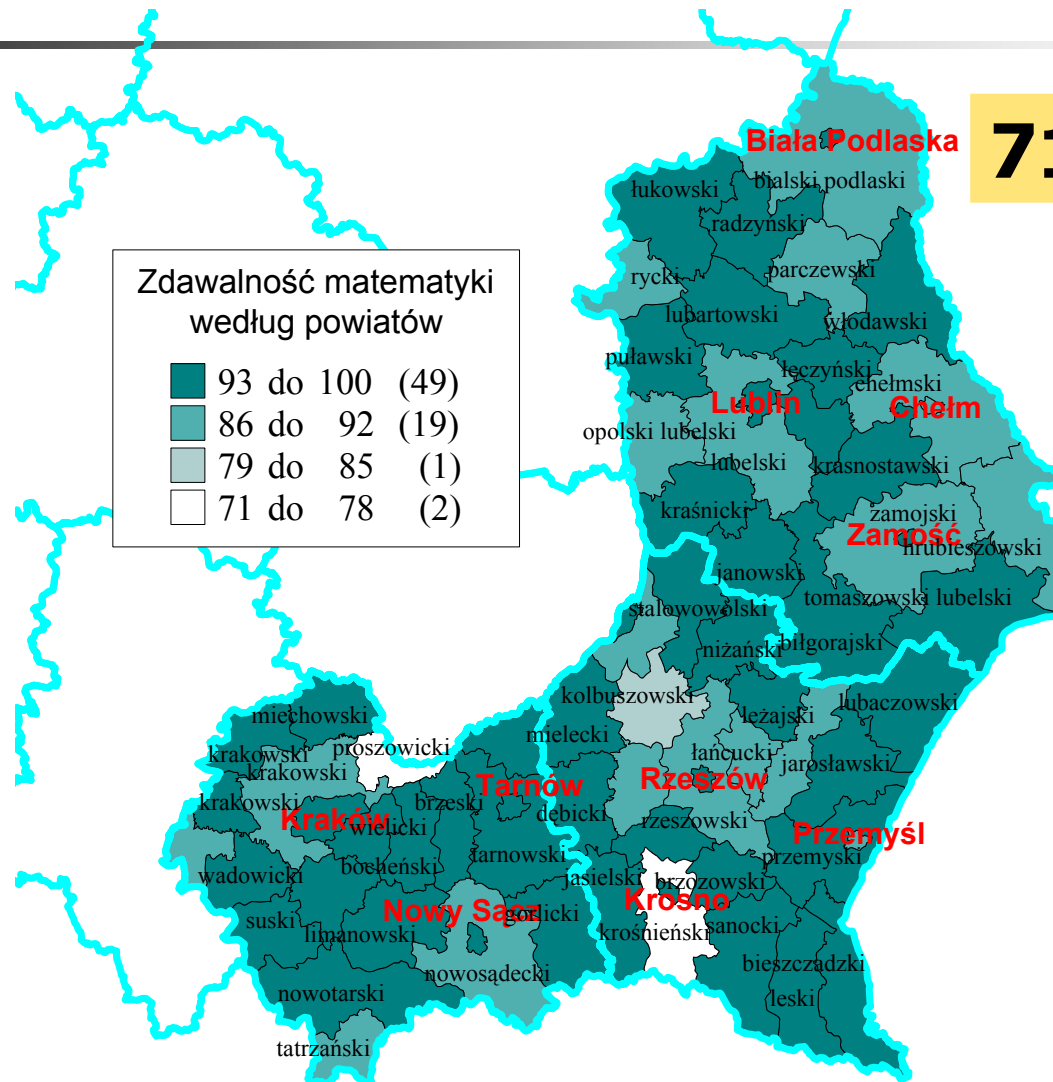 71
Biała Podlaska
bialski podlaski
łukowski
radzyński
rycki
parczewski
Zdawalność matematyki
według powiatów
93 do 100 (49)
86 do 92 (19)
79 do 85 (1)
71 do 78 (2)
lubartowski
włodawski
puławski
łęczyński
chełmski
Lublin
Chełm
opolski lubelski
lubelski
krasnostawski
kraśnicki
zamojski
Zamość
hrubieszowski
janowski
tomaszowski lubelski
stalowowolski
niżański
biłgorajski
kolbuszowski
leżajski
lubaczowski
miechowski
mielecki
krakowski
proszowicki
łańcucki
jarosławski
krakowski
Tarnów
Rzeszów
krakowski
Kraków
wielicki
brzeski
dębicki
rzeszowski
Przemyśl
wadowicki
bocheński
tarnowski
jasielski
brzozowski
przemyski
Nowy Sącz
gorlicki
Krosno
suski
limanowski
krośnieński
sanocki
nowotarski
nowosądecki
bieszczadzki
leski
tatrzański